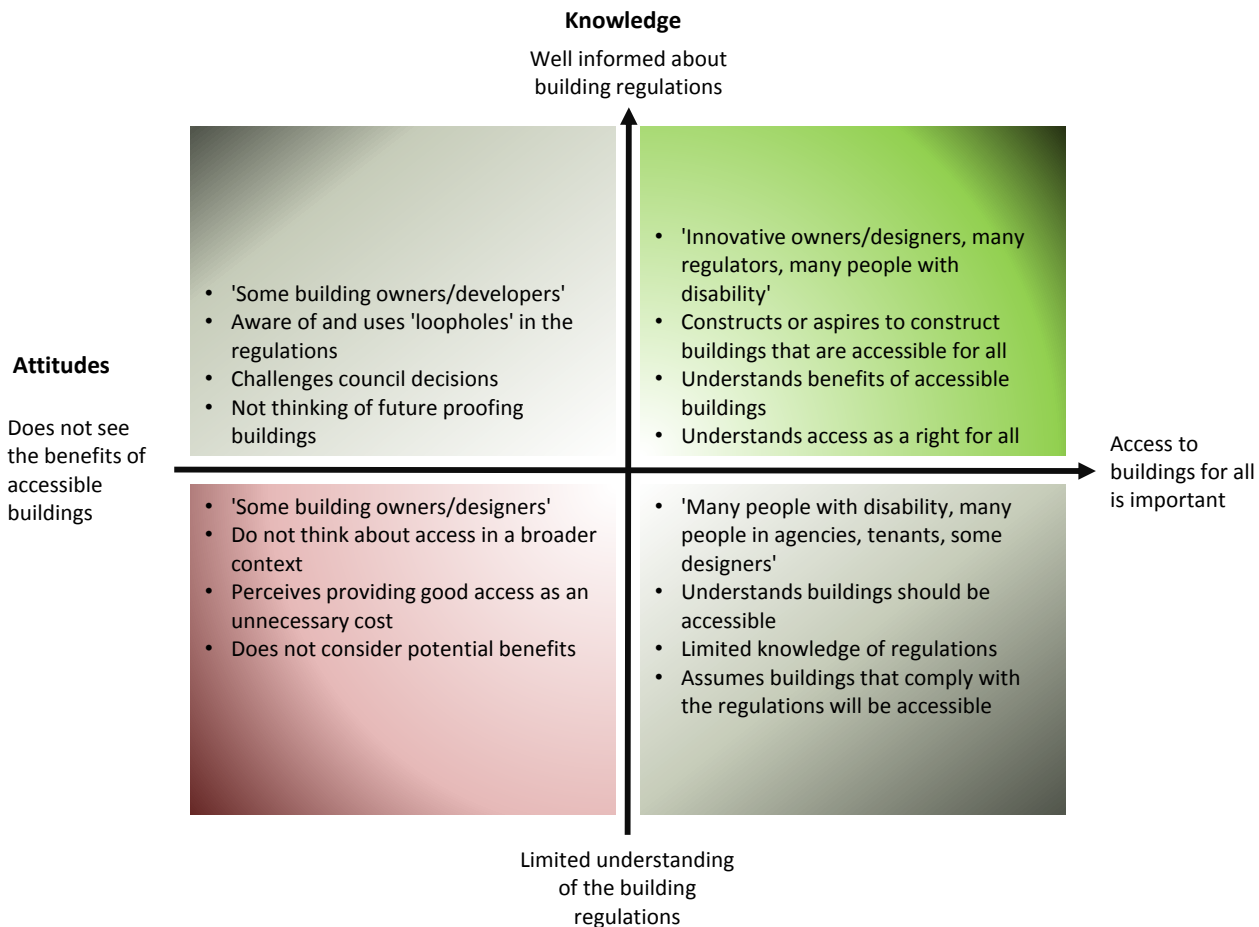 Knowledge
Well informed about
building regulations
• 'Some building owners/developers'
• Aware of and uses 'loopholes' in the
regulations
• Challenges council decisions
• Not thinking of future proofing
buildings
• 'Innovative owners/designers, many
regulators, many people with
disability'
• Constructs or aspires to construct
buildings that are accessible for all
• Understands benefits of accessible
buildings
• Understands access as a right for all
Attitudes
Does not see
the benefits of
accessible
buildings
Access to
buildings for all
is important
• 'Some building owners/designers'
• Do not think about access in a broader
context
• Perceives providing good access as an
unnecessary cost
• Does not consider potential benefits
• 'Many people with disability, many
people in agencies, tenants, some
designers'
• Understands buildings should be
accessible
• Limited knowledge of regulations
• Assumes buildings that comply with
the regulations will be accessible
Limited understanding
of the building
regulations